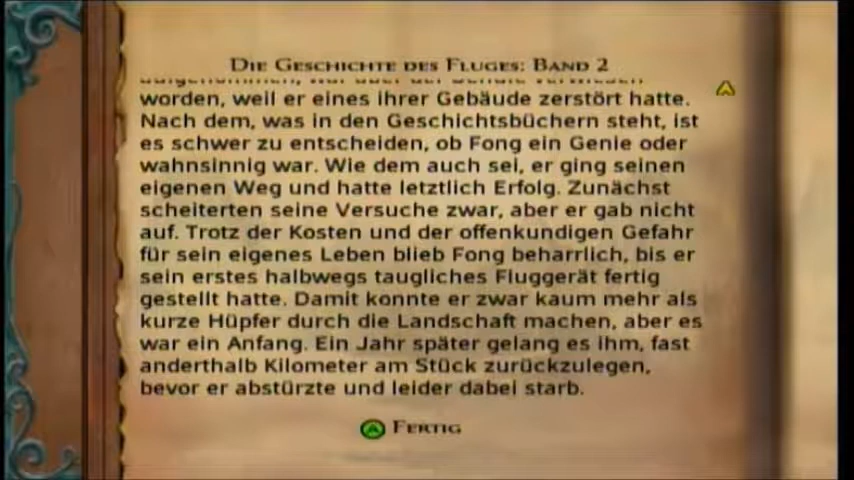 Die Geschichte des Fluges: Band 2
aufgenommen, war aber der Schule verwiesen
worden, weil er eines ihrer Gebäude zerstört hatte.
Nach dem, was in den Geschichtsbüchern steht, ist
es schwer zu entscheiden, ob Fong ein Genie oder
wahnsinnig war. Wie dem auch sei, er ging seinen
eigenen Weg und hatte letztlich Erfolg. Zunächst
scheiterten seine Versuche zwar, aber er gab nicht
auf. Trotz der Kosten und der offenkundigen Gefahr
für sein eigenes Leben blieb Fong beharrlich, bis er
sein erstes halbwegs taugliches Fluggerät fertig
gestellt hatte. Damit konnte er zwar kaum mehr als
kurze Hüpfer durch die Landschaft machen, aber es
war ein Anfang. Ein Jahr später gelang es ihm, fast
anderthalb Kilometer am Stück zurückzulegen,
bevor er abstürzte und leider dabei starb.
A Fertig